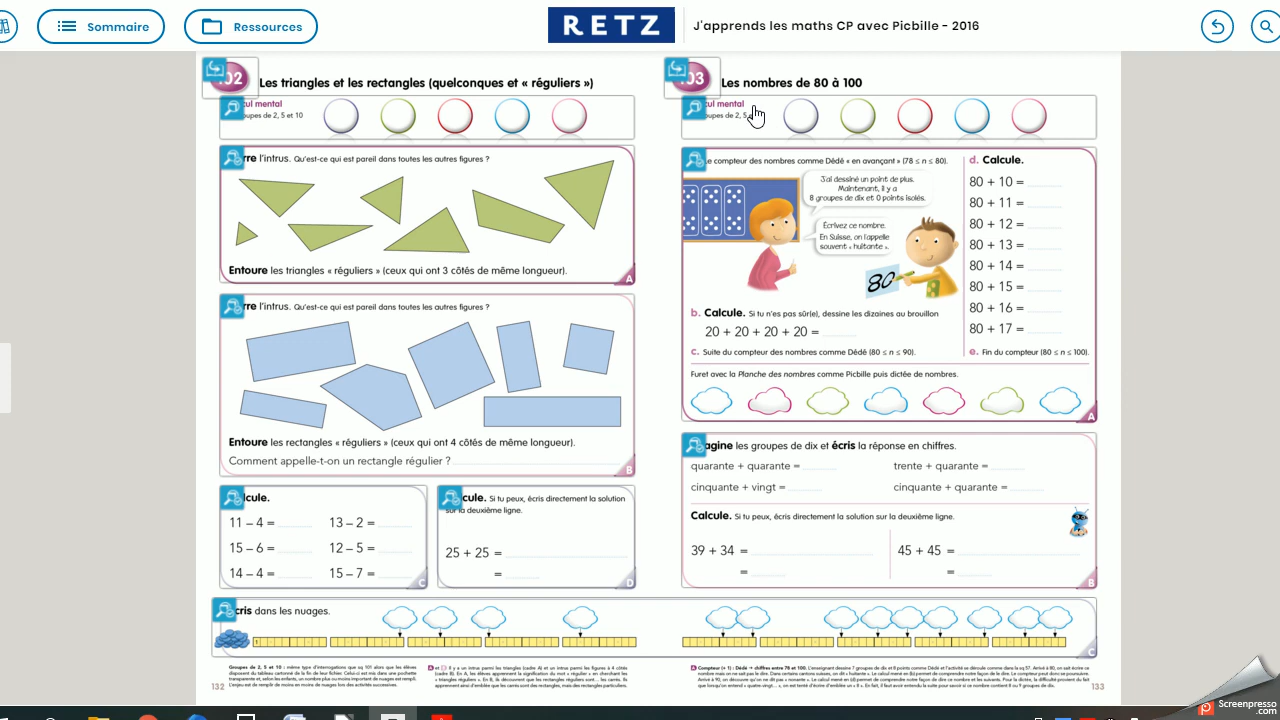 Sommaire
Ressources
RETZ
J'apprends les maths CP avec Picbille - 2016
102
Les triangles et les rectangles (quelconques et « réguliers »)
mental
2, 5 et 10
l'intrus. Qu'est-ce qui est pareil dans toutes les autres figures ?
Entoure les triangles « réguliers » (ceux qui ont 3 côtés de même longueur).
A
l'intrus. Qu'est-ce qui est pareil dans toutes les autres figures ?
Entoure les rectangles « réguliers » (ceux qui ont 4 côtés de même longueur).
Comment appelle-t-on un rectangle régulier ?
B
11 – 4 =
13 – 2 =
15 – 6 =
12 – 5 =
14 – 4 =
15 – 7 =
C
Si tu peux, écris directement la solution
sur la deuxième ligne.
25 + 25 =
=
D
dans les nuages.
1
132
103
Les nombres de 80 à 100
mental
compteur des nombres comme Dédé « en avançant » (78 ≤ n ≤ 80).
J'ai dessiné un point de plus.
Maintenant, il y a
8 groupes de dix et 0 points isolés.
Écrivez ce nombre.
En Suisse, on l'appelle
souvent « huitante ».
80
b. Calcule. Si tu n'es pas sûr(e), dessine les dizaines au brouillon
20 + 20 + 20 + 20 =
c. Suite du compteur des nombres comme Dédé (80 ≤ n ≤ 90).
d. Calcule.
80 + 10 =
80 + 11 =
80 + 12 =
80 + 13 =
80 + 14 =
80 + 15 =
80 + 16 =
80 + 17 =
e. Fin du compteur (80 ≤ n ≤ 100).
Furet avec la Planche des nombres comme Picbille puis dictée de nombres.
A
les groupes de dix et écris la réponse en chiffres.
quarante + quarante =
trente + quarante =
cinquante + vingt =
cinquante + quarante =
Calcule. Si tu peux, écris directement la solution sur la deuxième ligne.
39 + 34 =
=
45 + 45 =
=
B
C
133
Screenpresso
.com